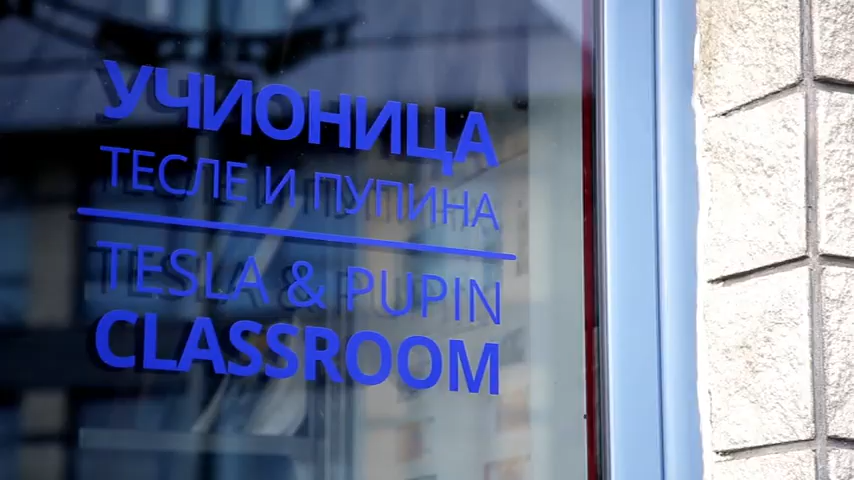 УЧИОНИЦА
ТЕСЛЕ И ПУПИНА
TESLA & PUPIN
CLASSROOM